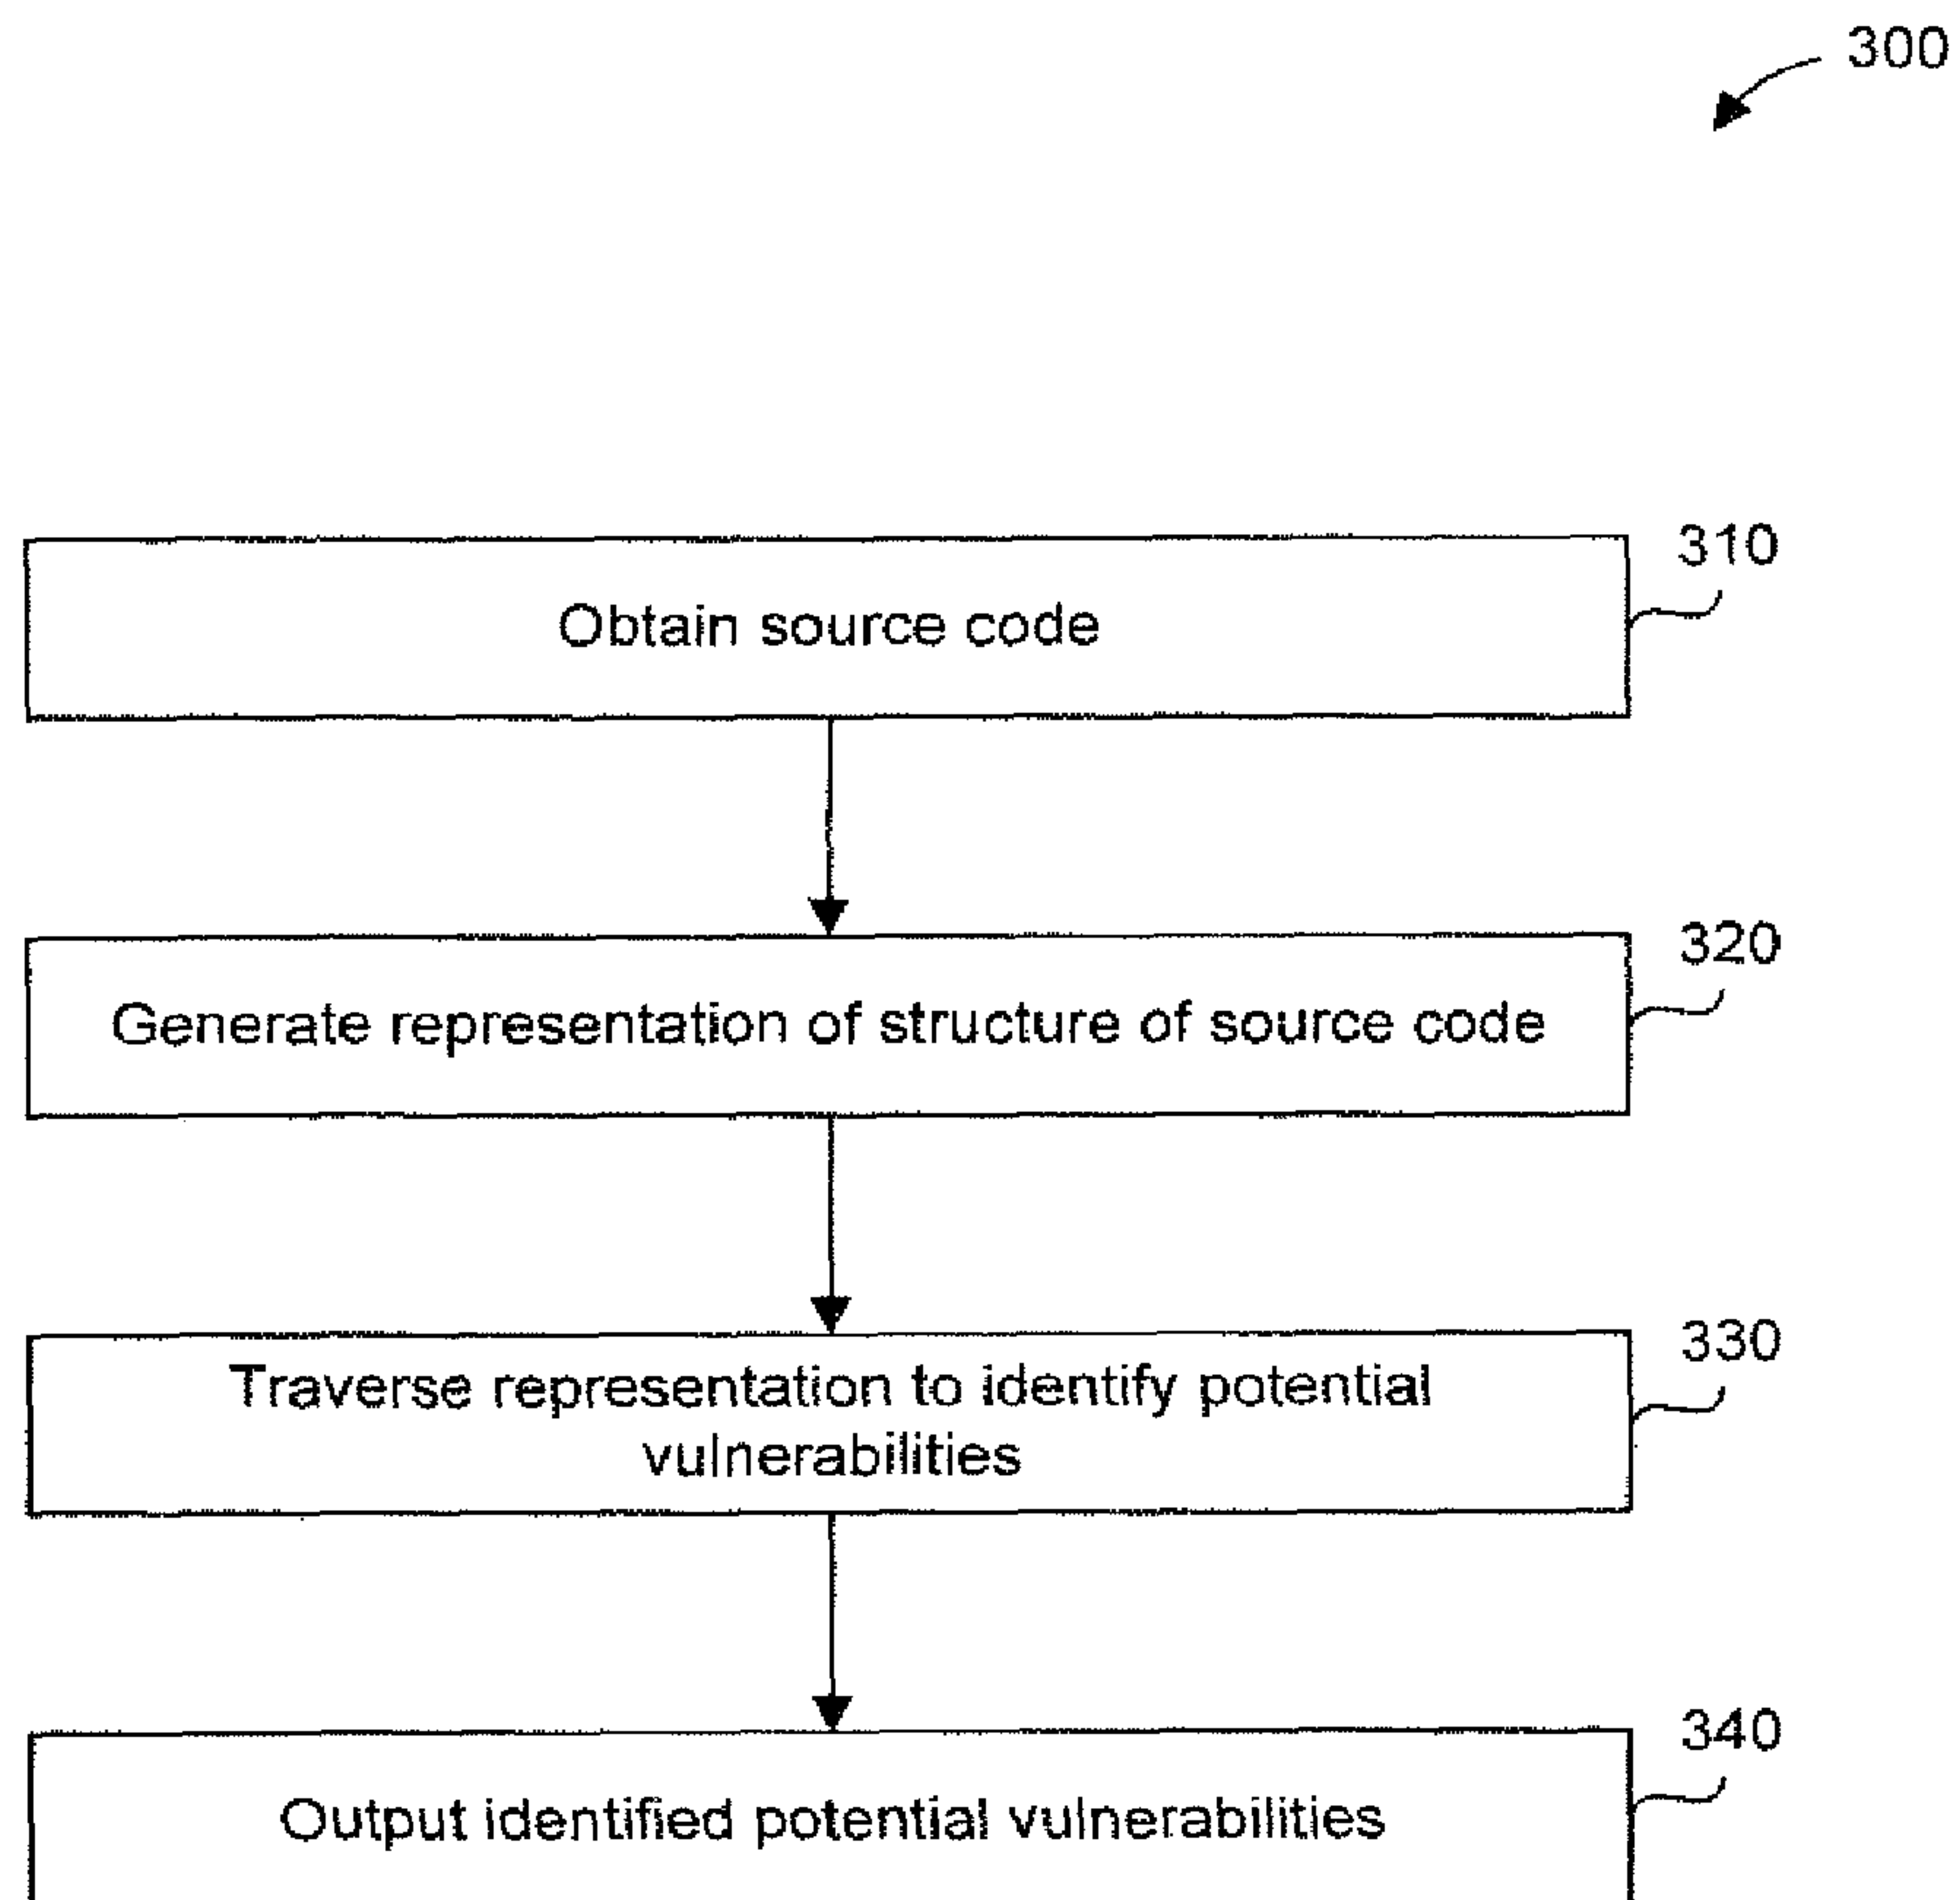 300
310
Obtain source code
320
Generate representation of structure of source code
330
Traverse representation to identify potential
vulnerabilities
340
Output identified potential vulnerabilities